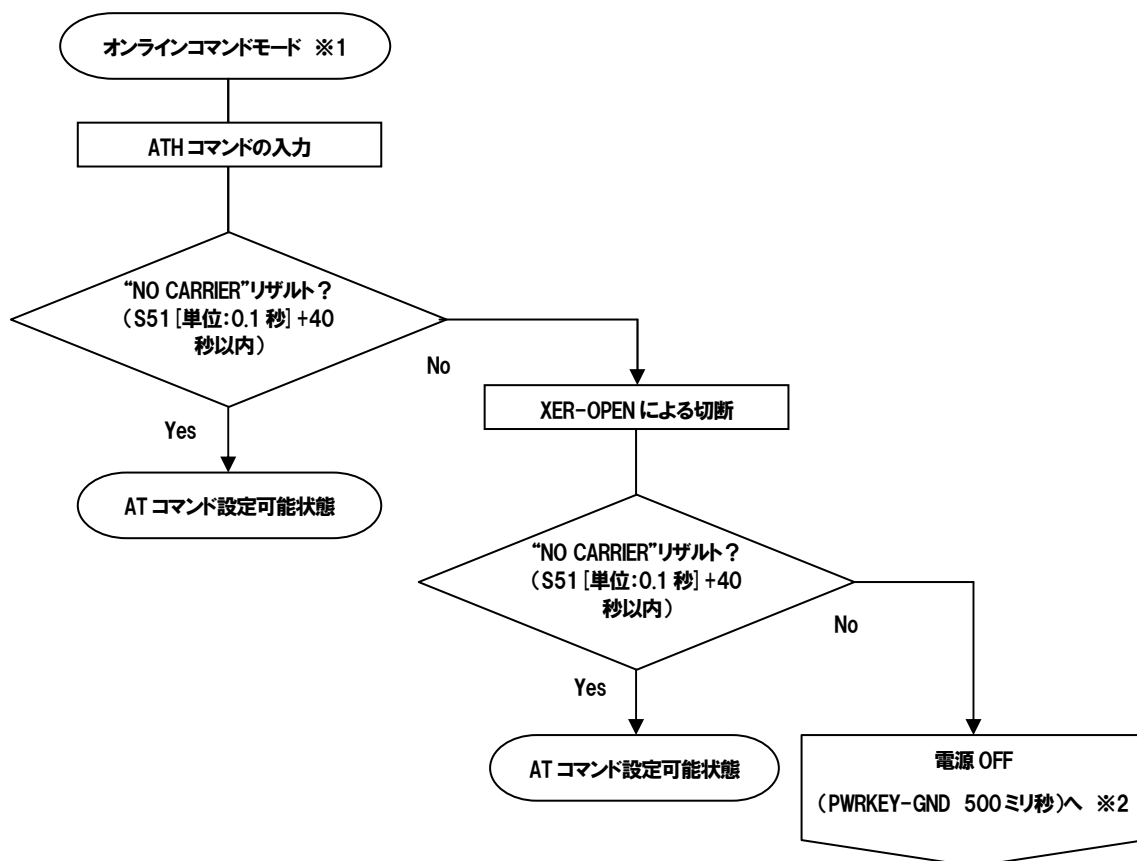 オンラインコマンドモード ※1
ATH コマンドの入力
“NO CARRIER”リザルト？
（S51 [単位:0.1 秒] +40
秒以内）
No
Yes
XER-OPEN による切断
AT コマンド設定可能状態
“NO CARRIER”リザルト？
（S51 [単位:0.1 秒] +40
秒以内）
No
Yes
AT コマンド設定可能状態
電源 OFF
（PWRKEY-GND 500 ミリ秒）へ ※2